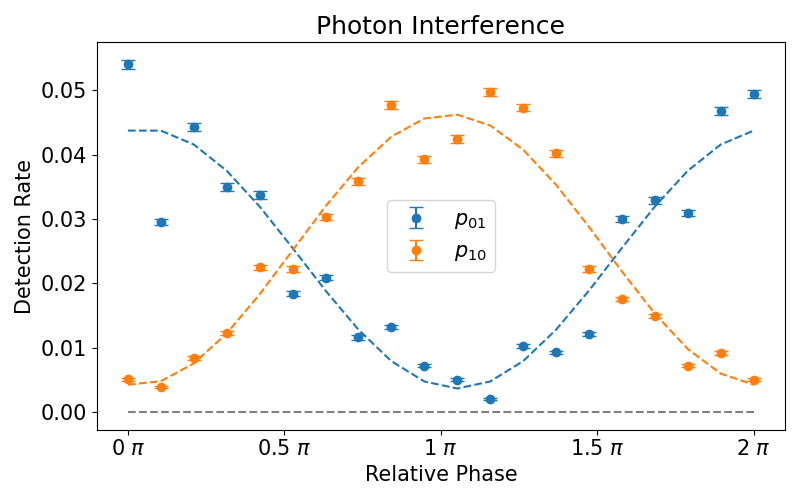 Photon Interference
Detection Rate
0.05
0.04
0.03
0.02
0.01
0.00
p01
p10
0 π
0.5 π
1 π
1.5 π
2 π
Relative Phase